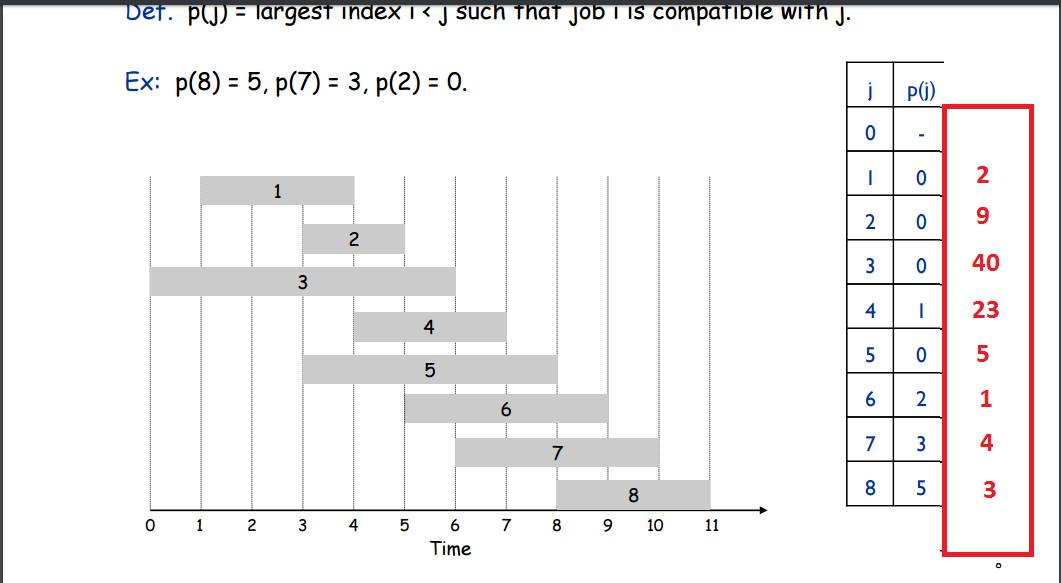 Def. p(j) = largest index i < j such that job i is compatible with j.
Ex: p(8) = 5, p(7) = 3, p(2) = 0.
1
2
3
4
5
6
7
8
0 1 2 3 4 5 6 7 8 9 10 11
Time
j p(j)
0 -
1 0 2
2 0 9
3 0 40
4 1 23
5 0 5
6 2 1
7 3 4
8 5 3